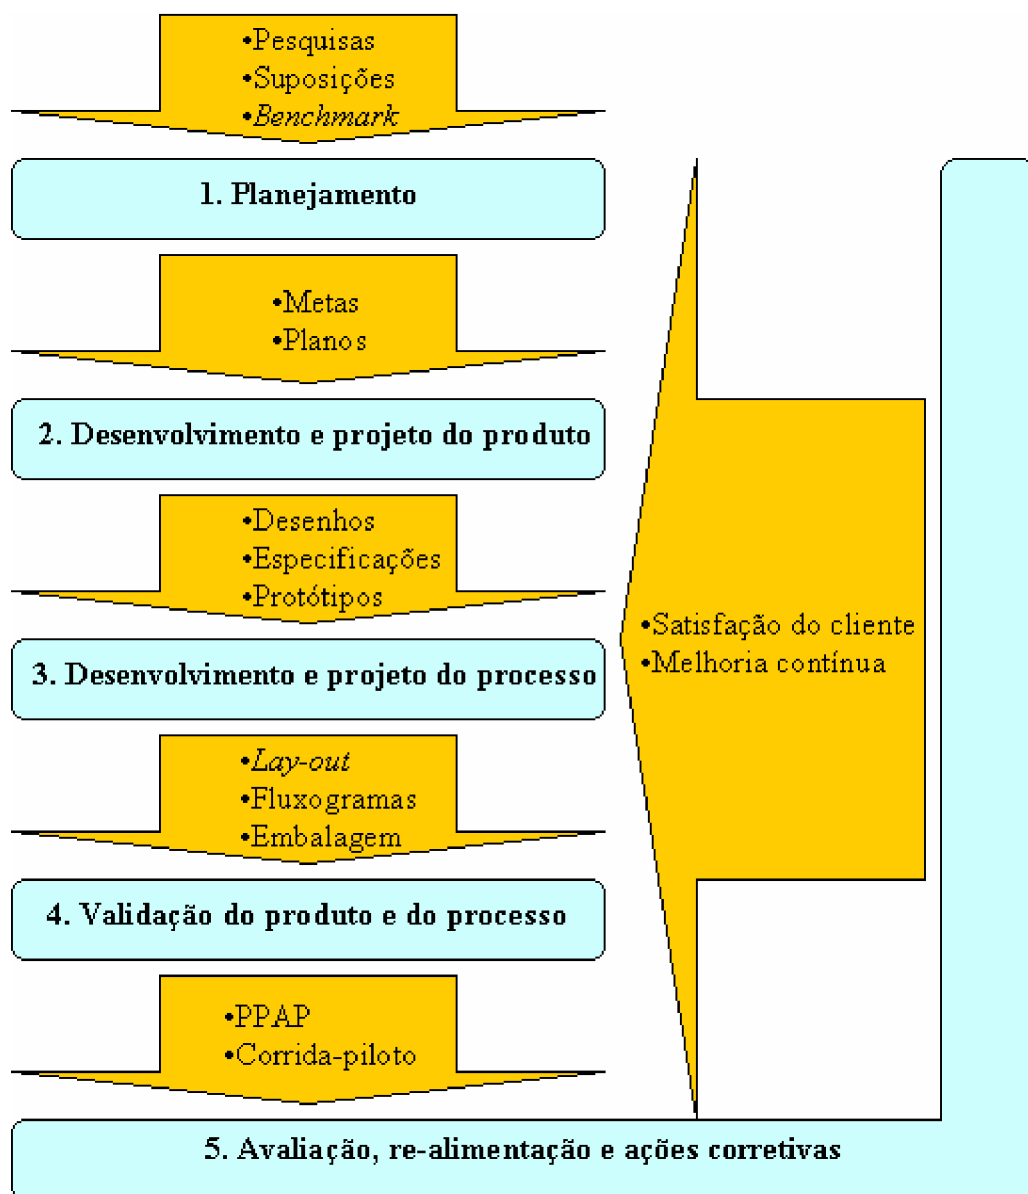 •Pesquisas
•Suposições
•Benchmark
1. Planejamento
•Metas
•Planos
2. Desenvolvimento e projeto do produto
•Desenhos
•Especificações
•Protótipos
3. Desenvolvimento e projeto do processo
•Satisfação do cliente
•Melhoria contínua
•Lay-out
•Fluxogramas
•Embalagem
4. Validação do produto e do processo
•PPAP
•Corrida-piloto
5. Avaliação, re-alimentação e ações corretivas